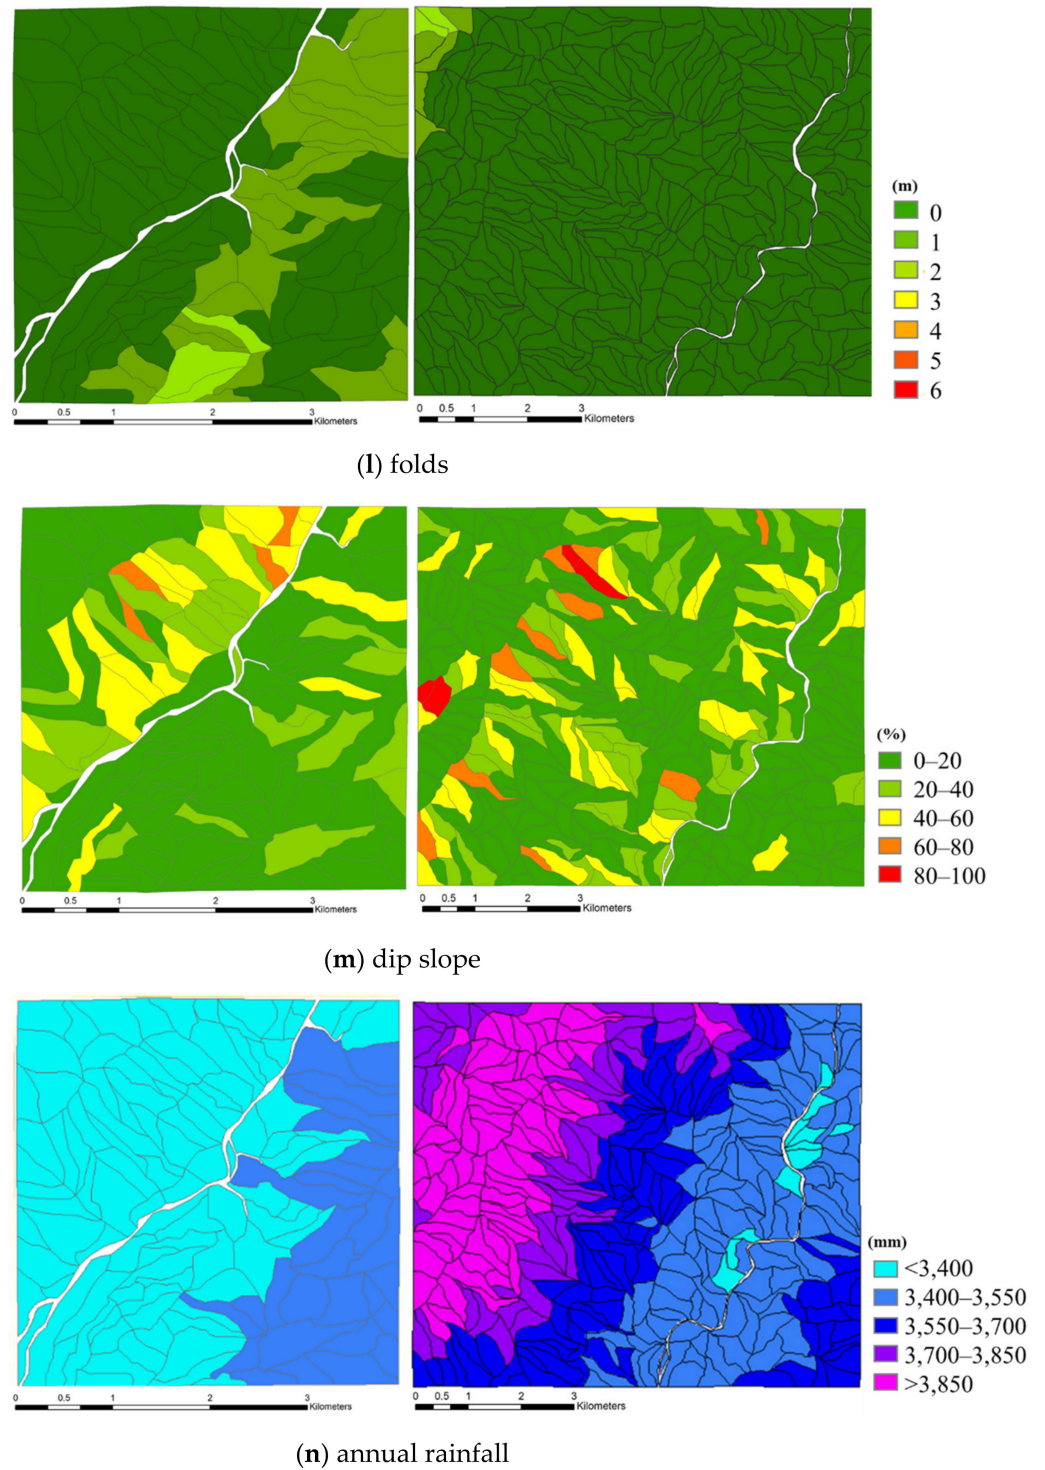 (m)
0
1
2
3
4
5
6
0 0.5 1 2 3
Kilometers
0 0.5 1 2 3
Kilometers
(l) folds
(%)
0–20
20–40
40–60
60–80
80–100
0 0.5 1 2 3
Kilometers
0 0.5 1 2 3
Kilometers
(m) dip slope
(mm)
<3,400
3,400–3,550
3,550–3,700
3,700–3,850
>3,850
0 0.5 1 2 3
Kilometers
0 0.5 1 2 3
Kilometers
(n) annual rainfall